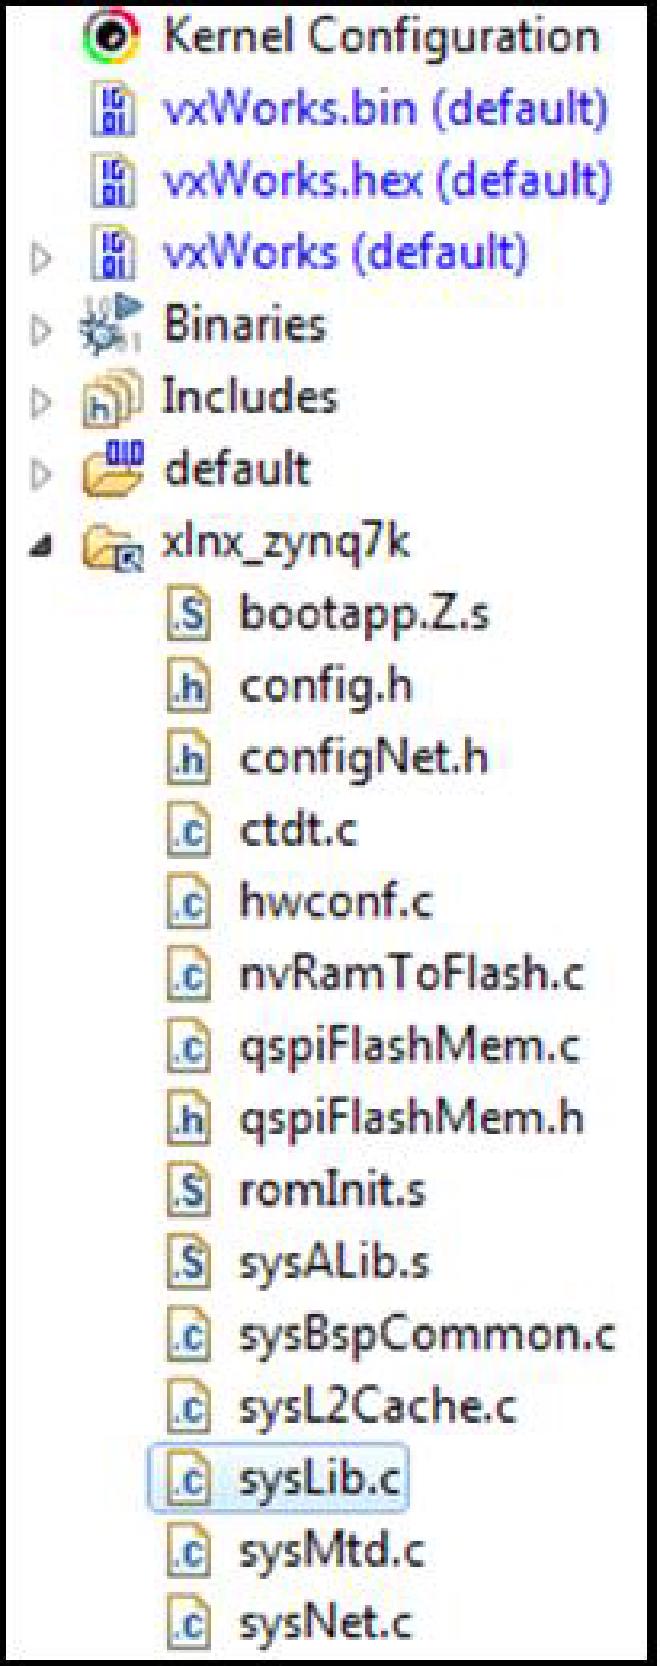 Kernel Configuration
vxWorks.bin (default)
vxWorks.hex (default)
vxWorks (default)
Binaries
Includes
default
xlnx_zynq7k
bootapp.Z.s
config.h
configNet.h
ctdt.c
hwconf.c
nvRamToFlash.c
qspiFlashMem.c
qspiFlashMem.h
romInit.s
sysALib.s
sysBspCommon.c
sysL2Cache.c
sysLib.c
sysMtd.c
sysNet.c